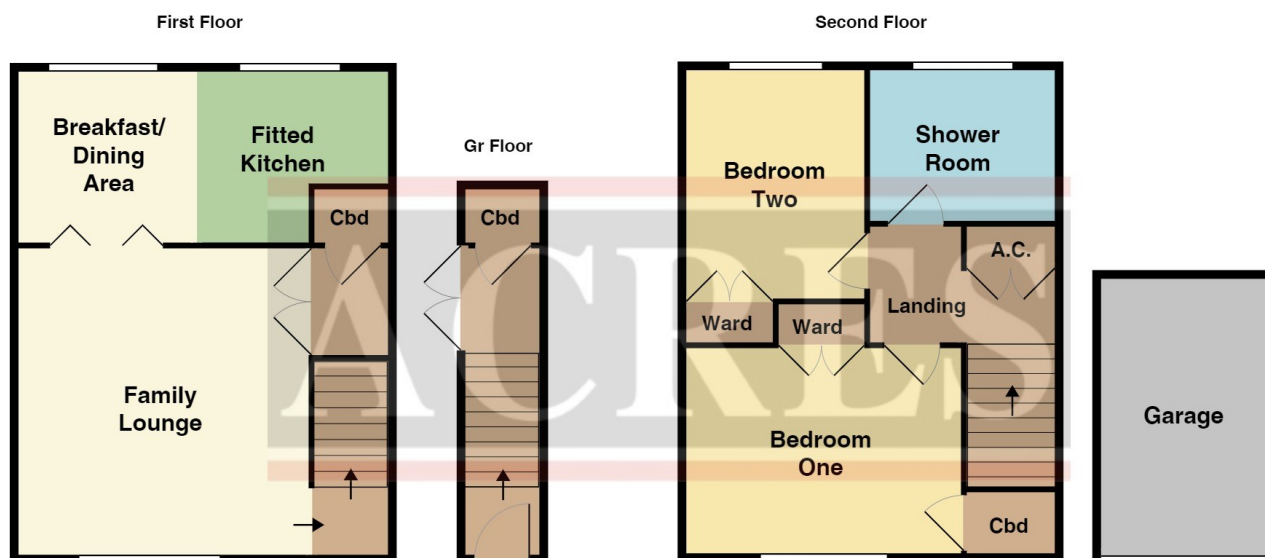 First Floor
Second Floor
Gr Floor
Breakfast/
Dining
Area
Fitted
Kitchen
Cbd
Family
Lounge
Cbd
Bedroom
Two
Shower
Room
A.C.
Landing
Ward
Ward
Bedroom
One
Cbd
Garage
ACRES